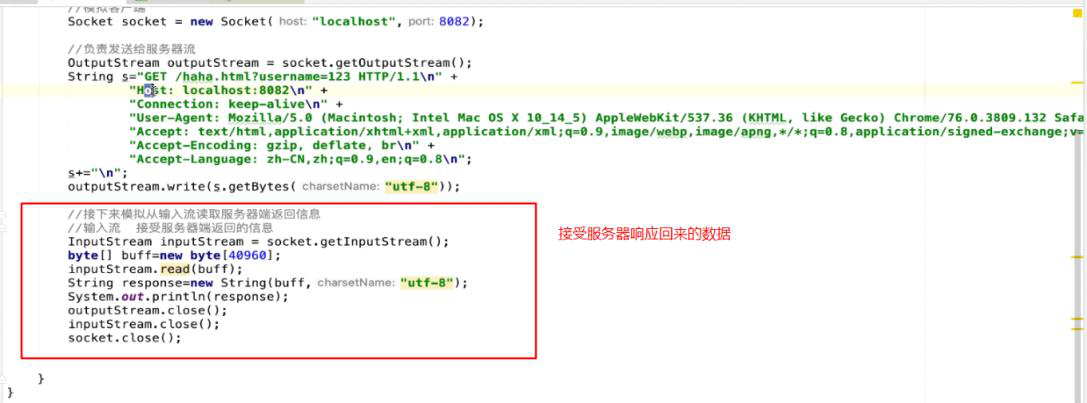 //模拟客户端
Socket socket = new Socket( host: "localhost", port: 8082);
//负责发送给服务器流
OutputStream outputStream = socket.getOutputStream();
String s="GET /haha.html?username=123 HTTP/1.1\n" +
"Host: localhost:8082\n" +
"Connection: keep-alive\n" +
"User-Agent: Mozilla/5.0 (Macintosh; Intel Mac OS X 10_14_5) AppleWebKit/537.36 (KHTML, like Gecko) Chrome/76.0.3809.132 Safa
"Accept: text/html,application/xhtml+xml,application/xml;q=0.9,image/webp,image/apng,*/*;q=0.8,application/signed-exchange;v=
"Accept-Encoding: gzip, deflate, br\n" +
"Accept-Language: zh-CN,zh;q=0.9,en;q=0.8\n";
s+="\n";
outputStream.write(s.getBytes( charsetName: "utf-8"));
//接下来模拟从输入流读取服务器端返回信息
//输入流 接受服务器端返回的信息
InputStream inputStream = socket.getInputStream();
接受服务器响应回来的数据
byte[] buff=new byte[40960];
inputStream.read(buff);
String response=new String(buff, charsetName: "utf-8");
System.out.println(response);
outputStream.close();
inputStream.close();
socket.close();
}
}